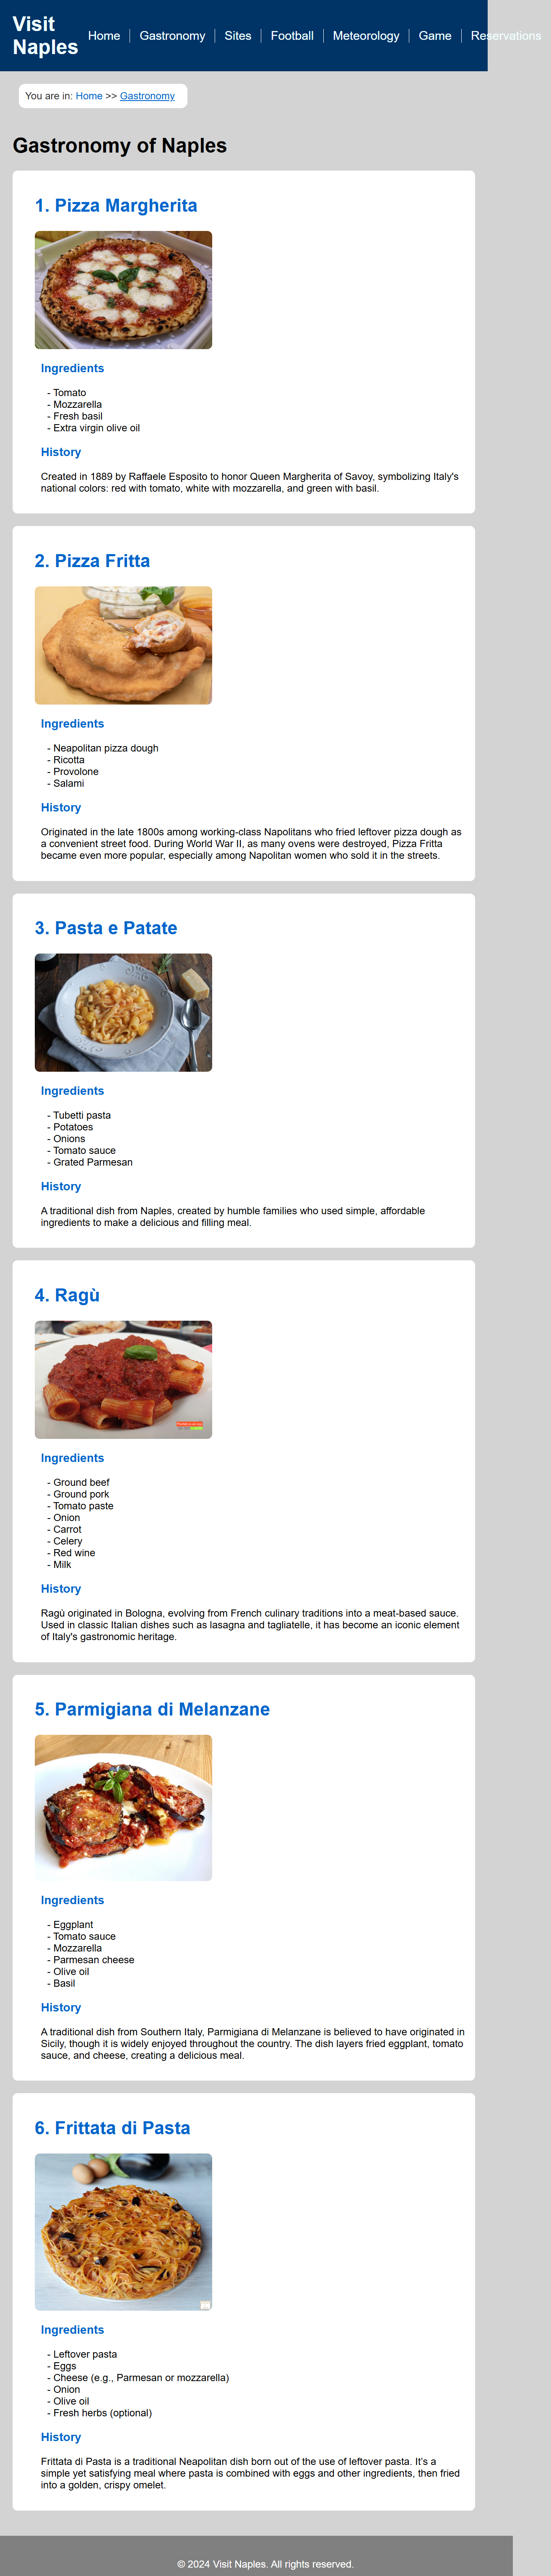 Visit
Naples
Home
Gastronomy
Sites
Football
Meteorology
Game
Reservations
You are in: Home >> Gastronomy
Gastronomy of Naples
1. Pizza Margherita
Ingredients
- Tomato
- Mozzarella
- Fresh basil
- Extra virgin olive oil
History
Created in 1889 by Raffaele Esposito to honor Queen Margherita of Savoy, symbolizing Italy's
national colors: red with tomato, white with mozzarella, and green with basil.
2. Pizza Fritta
Ingredients
- Neapolitan pizza dough
- Ricotta
- Provolone
- Salami
History
Originated in the late 1800s among working-class Napolitans who fried leftover pizza dough as
a convenient street food. During World War II, as many ovens were destroyed, Pizza Fritta
became even more popular, especially among Napolitan women who sold it in the streets.
3. Pasta e Patate
Ingredients
- Tubetti pasta
- Potatoes
- Onions
- Tomato sauce
- Grated Parmesan
History
A traditional dish from Naples, created by humble families who used simple, affordable
ingredients to make a delicious and filling meal.
4. Ragù
Ingredients
- Ground beef
- Ground pork
- Tomato paste
- Onion
- Carrot
- Celery
- Red wine
- Milk
History
Ragù originated in Bologna, evolving from French culinary traditions into a meat-based sauce.
Used in classic Italian dishes such as lasagna and tagliatelle, it has become an iconic element
of Italy's gastronomic heritage.
5. Parmigiana di Melanzane
Ingredients
- Eggplant
- Tomato sauce
- Mozzarella
- Parmesan cheese
- Olive oil
- Basil
History
A traditional dish from Southern Italy, Parmigiana di Melanzane is believed to have originated in
Sicily, though it is widely enjoyed throughout the country. The dish layers fried eggplant, tomato
sauce, and cheese, creating a delicious meal.
6. Frittata di Pasta
Ingredients
- Leftover pasta
- Eggs
- Cheese (e.g., Parmesan or mozzarella)
- Onion
- Olive oil
- Fresh herbs (optional)
History
Frittata di Pasta is a traditional Neapolitan dish born out of the use of leftover pasta. It's a
simple yet satisfying meal where pasta is combined with eggs and other ingredients, then fried
into a golden, crispy omelet.
© 2024 Visit Naples. All rights reserved.